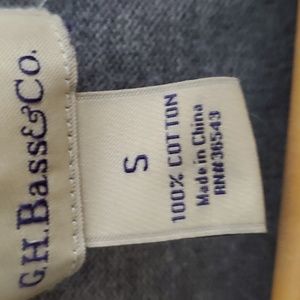 G.H.Bass&Co.
S
100% COTTON
Made in China
RN#36543